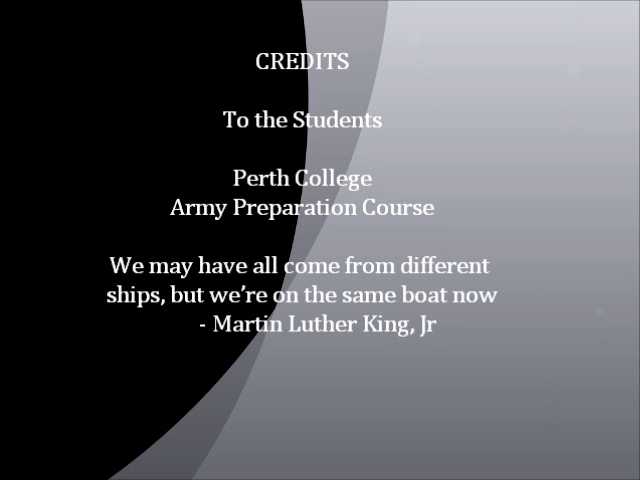 CREDITS
To the Students
Perth College
Army Preparation Course
We may have all come from different
ships, but we’re on the same boat now
- Martin Luther King, Jr